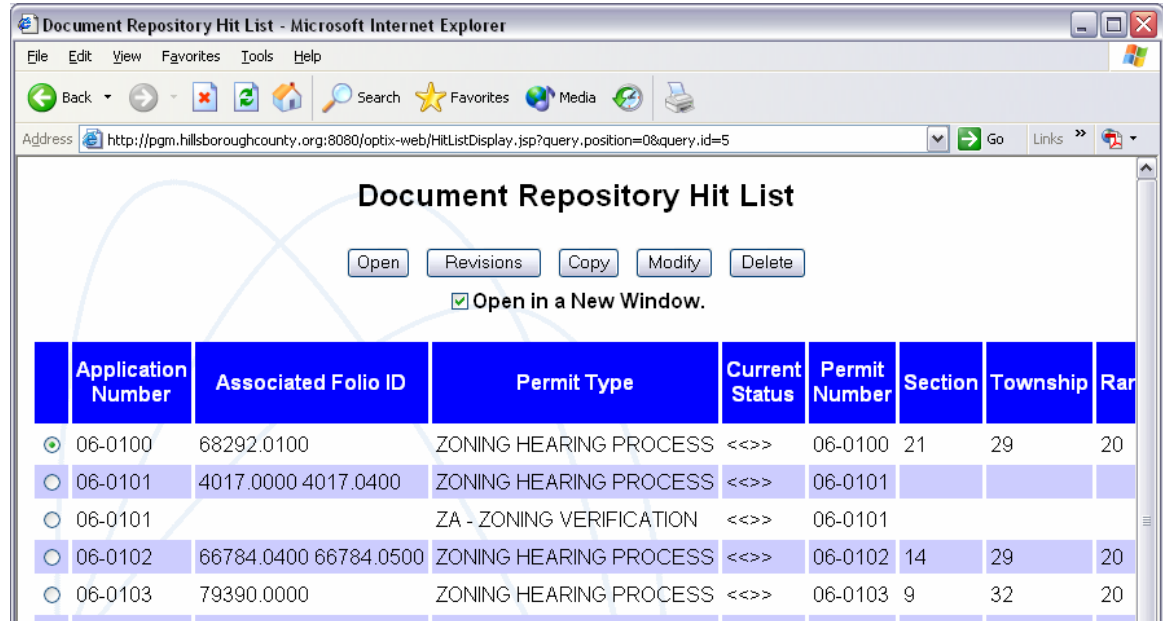 Document Repository Hit List - Microsoft Internet Explorer
File Edit View Favorites Tools Help
Back Search Favorites Media
Address http://pgm.hillsboroughcounty.org:8080/optix-web/HitListDisplay.jsp?query.position=0&query.id=5 Go Links »
Document Repository Hit List
Open Revisions Copy Modify Delete
Open in a New Window.
Application Number Associated Folio ID Permit Type Current Status Permit Number Section Township Ran
06-0100 68292.0100 ZONING HEARING PROCESS <<>> 06-0100 21 29 20
06-0101 4017.0000 4017.0400 ZONING HEARING PROCESS <<>> 06-0101
06-0101 ZA - ZONING VERIFICATION <<>> 06-0101
06-0102 66784.0400 66784.0500 ZONING HEARING PROCESS <<>> 06-0102 14 29 20
06-0103 79390.0000 ZONING HEARING PROCESS <<>> 06-0103 9 32 20